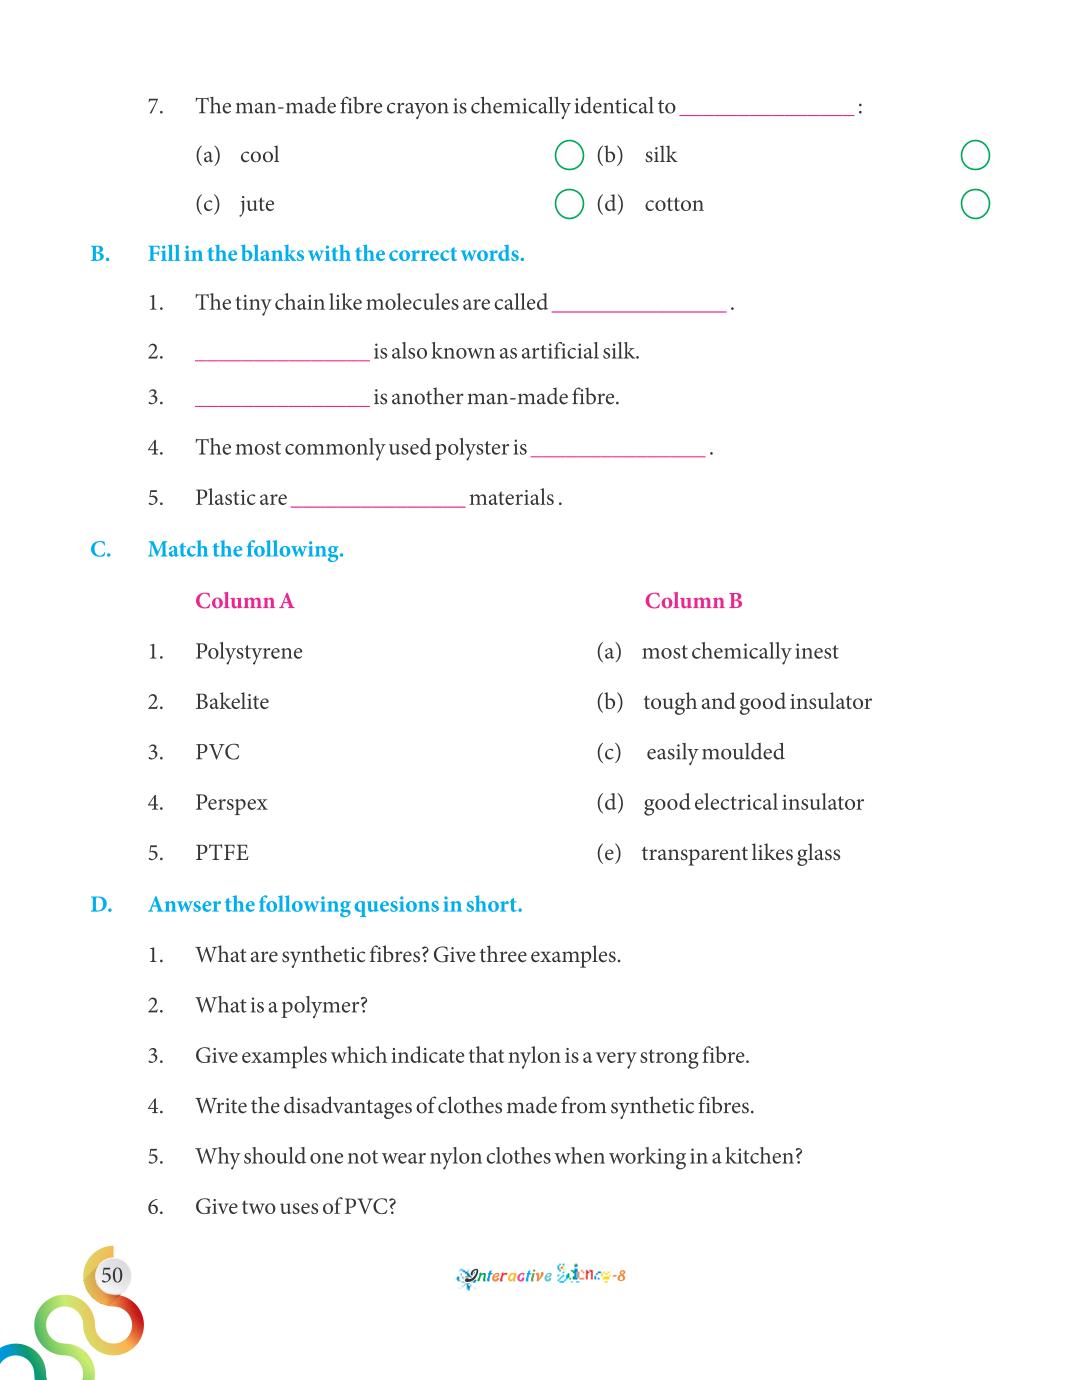 7. The man-made fibre crayon is chemically identical to _______________ :
(a) cool (b) silk
(c) jute (d) cotton
B. Fill in the blanks with the correct words.
1. The tiny chain like molecules are called _______________ .
2. _______________ is also known as artificial silk.
3. _______________ is another man-made fibre.
4. The most commonly used polyster is _______________ .
5. Plastic are _______________ materials .
C. Match the following.
Column A Column B
1. Polystyrene (a) most chemically inest
2. Bakelite (b) tough and good insulator
3. PVC (c) easily moulded
4. Perspex (d) good electrical insulator
5. PTFE (e) transparent likes glass
D. Anwser the following quesions in short.
1. What are synthetic fibres? Give three examples.
2. What is a polymer?
3. Give examples which indicate that nylon is a very strong fibre.
4. Write the disadvantages of clothes made from synthetic fibres.
5. Why should one not wear nylon clothes when working in a kitchen?
6. Give two uses of PVC?
50 Interactive Science-8